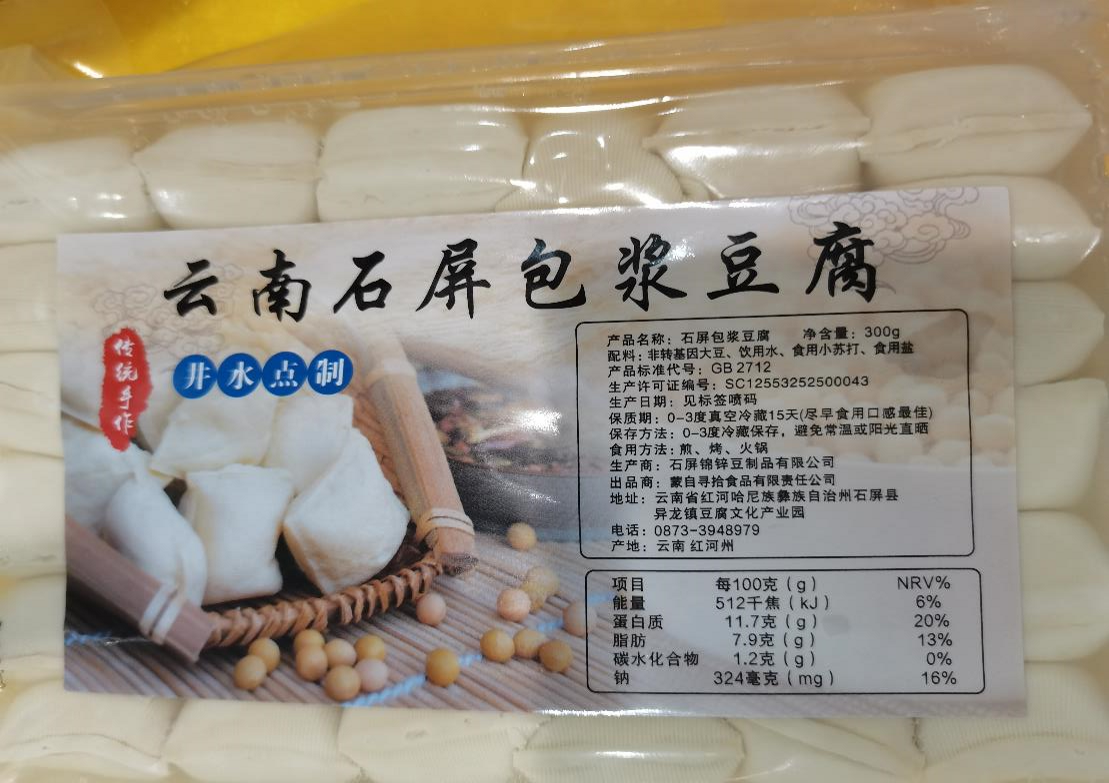 云南石屏包浆豆腐
传统手作
井水点制
产品名称：石屏包浆豆腐 净含量：300g
配料：非转基因大豆、饮用水、食用小苏打、食用盐
产品标准代号：GB 2712
生产许可证编号：SC12553252500043
生产日期：见标签喷码
保质期：0-3度真空冷藏15天(尽早食用口感最佳)
保存方法：0-3度冷藏保存，避免常温或阳光直晒
食用方法：煎、烤、火锅
生产商：石屏锦锌豆制品有限公司
出品商：蒙自寻拾食品有限责任公司
地址：云南省红河哈尼族彝族自治州石屏县
异龙镇豆腐文化产业园
电话：0873-3948979
产地：云南 红河州
项目 每100克（g） NRV%
能量 512千焦（kJ） 6%
蛋白质 11.7克（g） 20%
脂肪 7.9克（g） 13%
碳水化合物 1.2克（g） 0%
钠 324毫克（mg） 16%